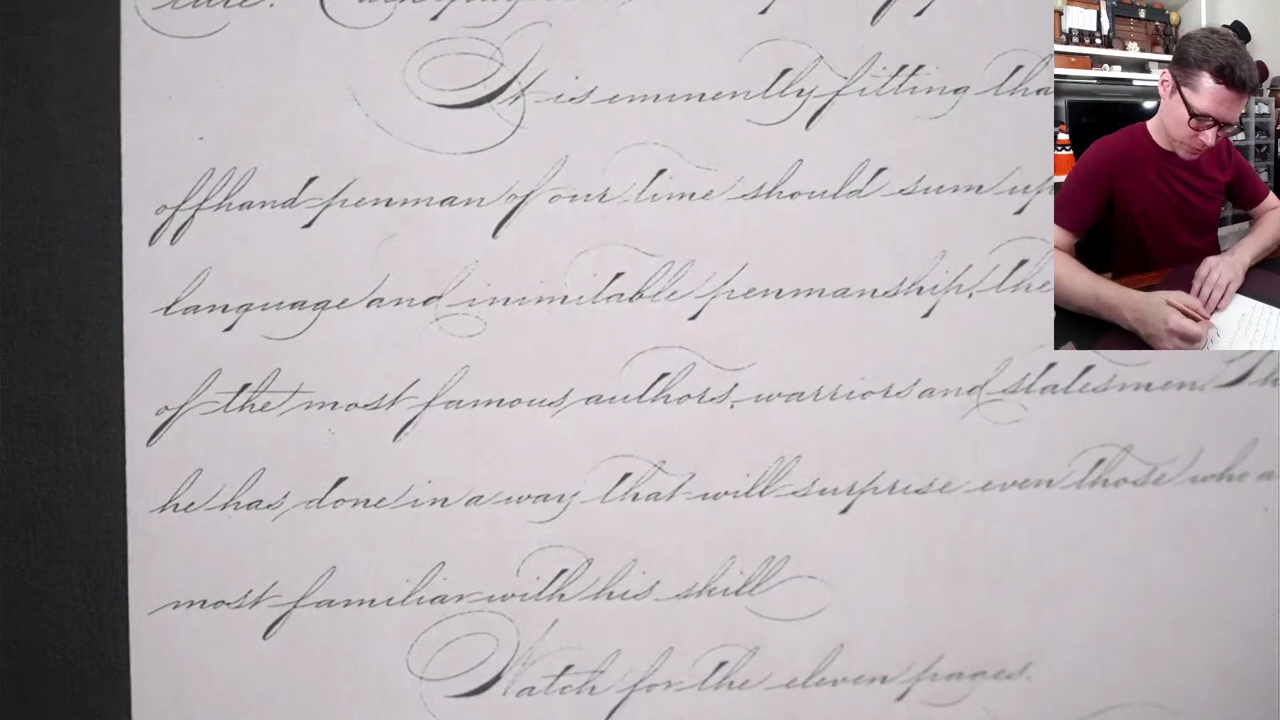 It is eminently fitting tha
offhand penman of our time should sum up
language and inimitable penmanship, the
of the most famous authors, warriors and statesmen. Th
he has done in a way that will surprise even those who a
most familiar with his skill
Watch for the eleven pages.